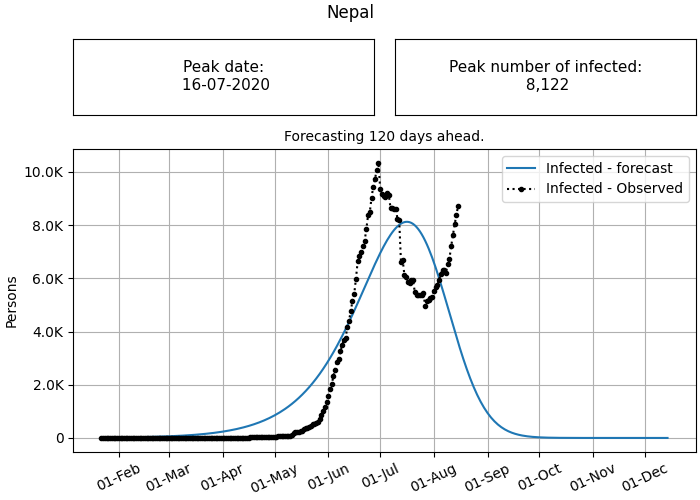 Nepal
Peak date:
16-07-2020
Peak number of infected:
8,122
Forecasting 120 days ahead.
Infected - forecast
Infected - Observed
10.0K
8.0K
6.0K
4.0K
2.0K
0
Persons
01-Feb 01-Mar 01-Apr 01-May 01-Jun 01-Jul 01-Aug 01-Sep 01-Oct 01-Nov 01-Dec